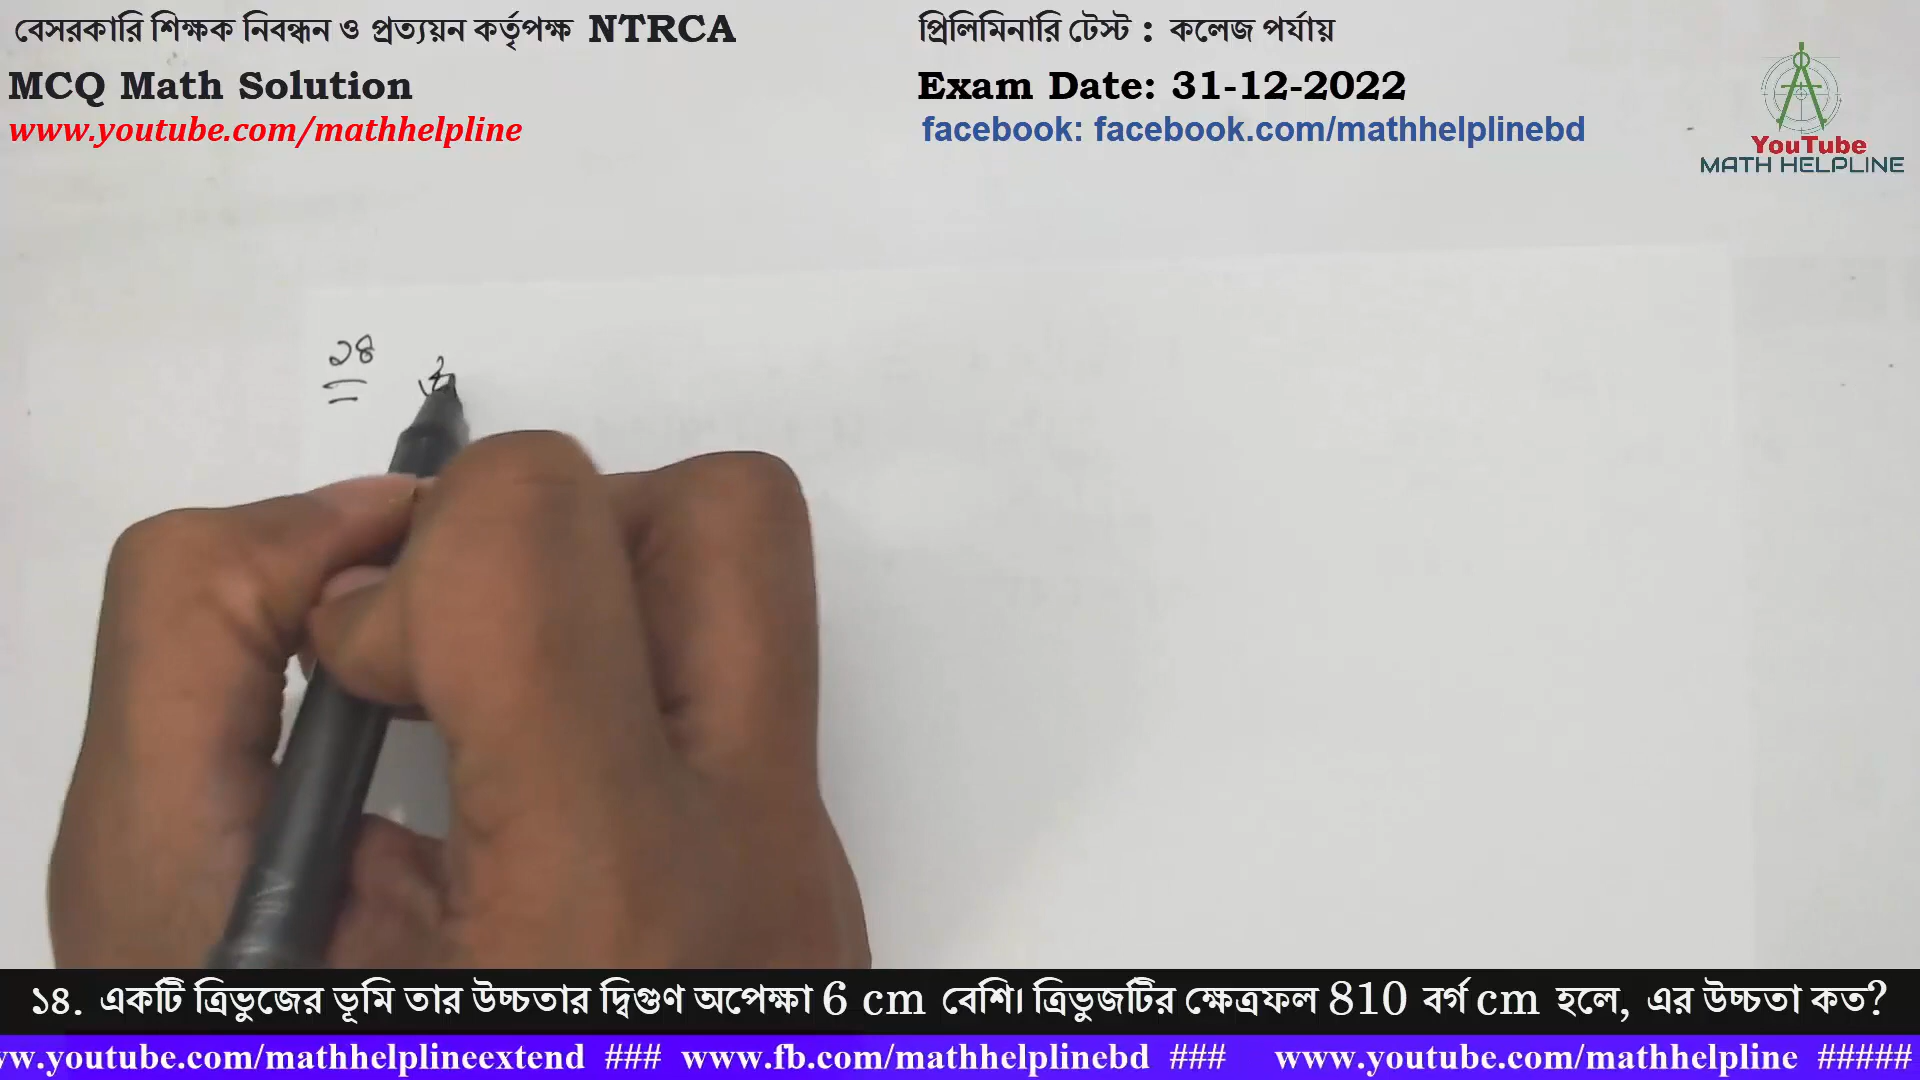 বেসরকারি শিক্ষক নিবন্ধন ও প্রত্যয়ন কর্তৃপক্ষ NTRCA
প্রিলিমিনারি টেস্ট : কলেজ পর্যায়
MCQ Math Solution
Exam Date: 31-12-2022
www.youtube.com/mathhelpline
facebook: facebook.com/mathhelplinebd
YouTube
MATH HELPLINE
১৪
১৪. একটি ত্রিভুজের ভূমি তার উচ্চতার দ্বিগুণ অপেক্ষা 6 cm বেশি। ত্রিভুজটির ক্ষেত্রফল 810 বর্গ cm হলে, এর উচ্চতা কত?
ww.youtube.com/mathhelplineextend ### www.fb.com/mathhelplinebd ### www.youtube.com/mathhelpline #####